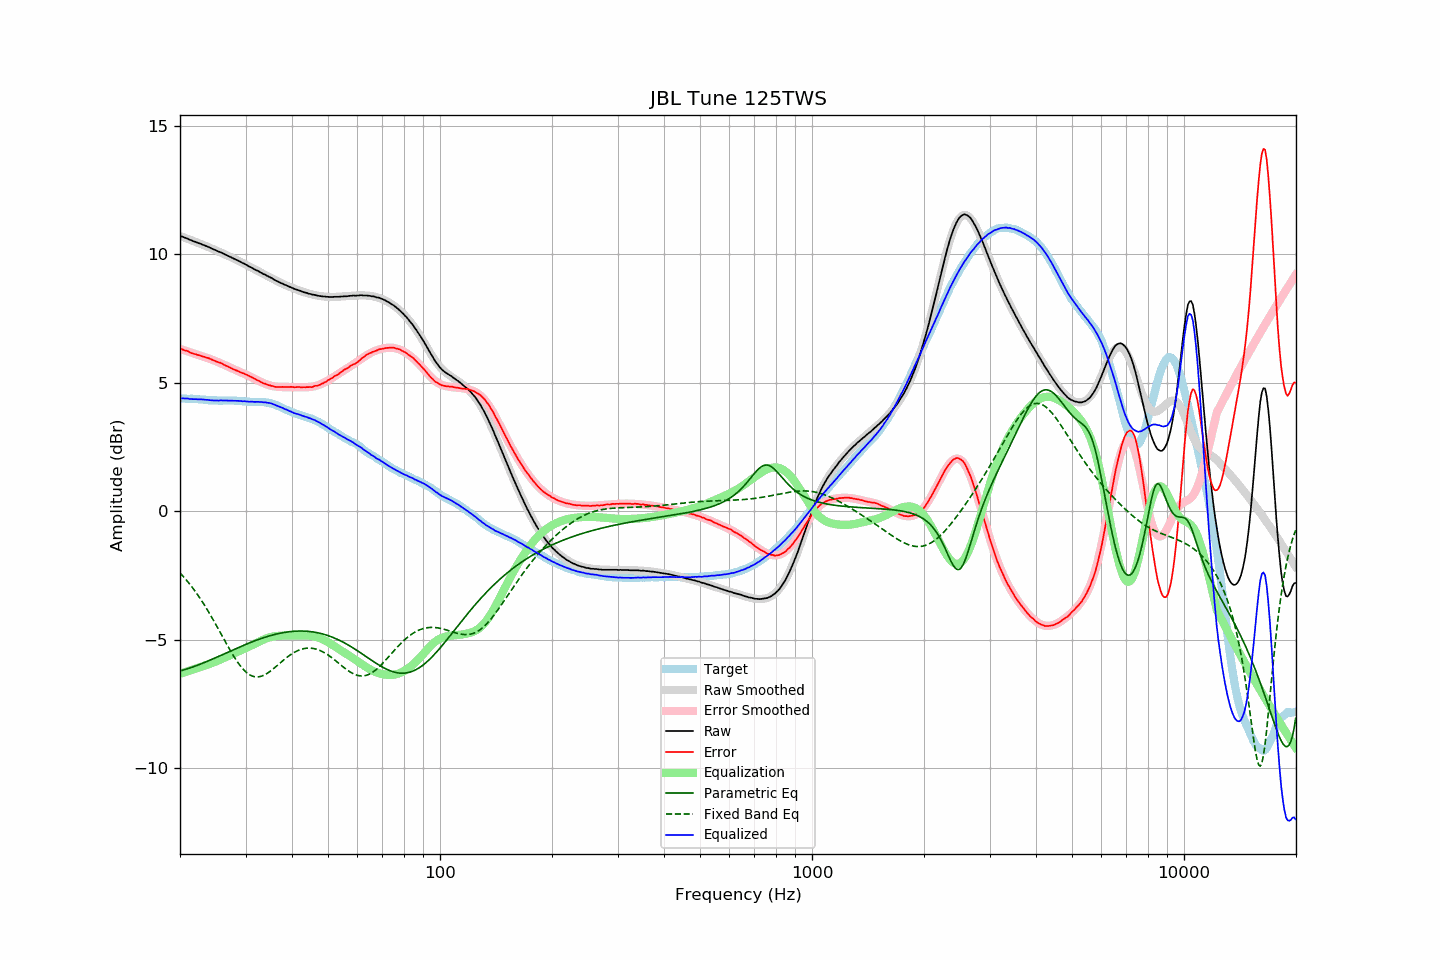 JBL Tune 125TWS
15
10
5
0
−5
−10
Amplitude (dBr)
Target
Raw Smoothed
Error Smoothed
Raw
Error
Equalization
Parametric Eq
Fixed Band Eq
Equalized
100 1000 10000
Frequency (Hz)